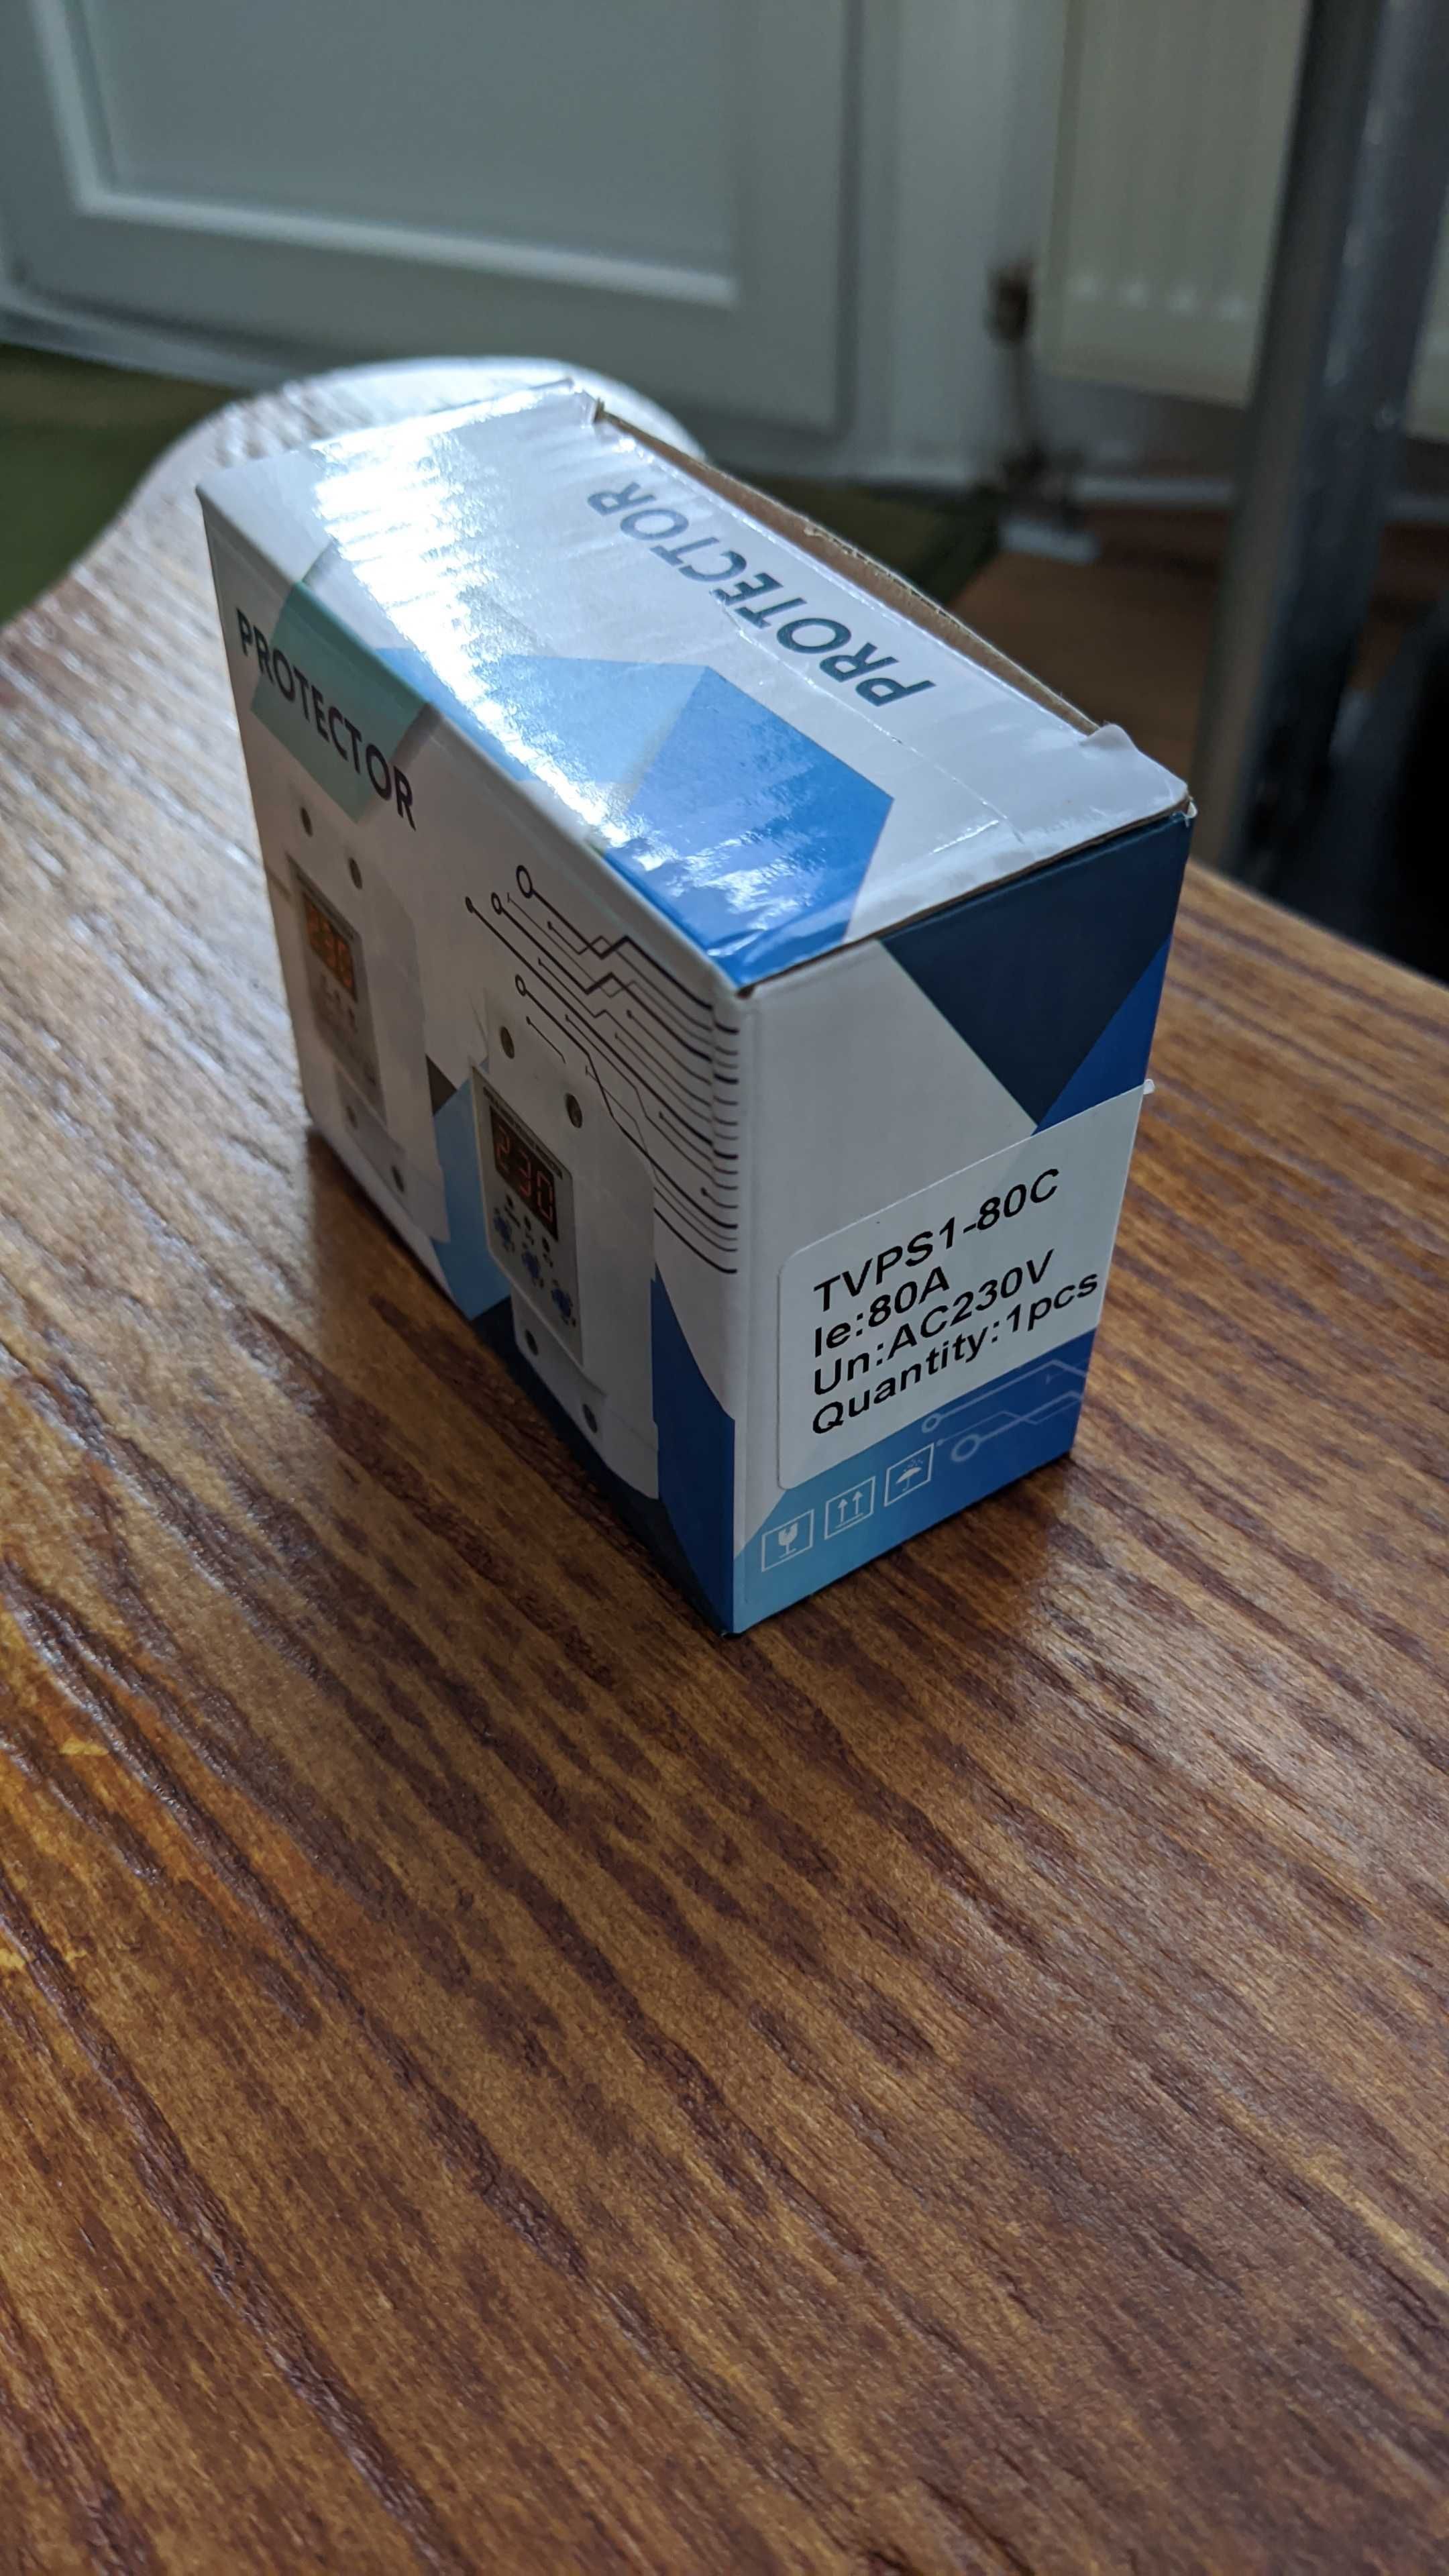 PROTECTOR
PROTECTOR
230
230
TVPS1-80C
Ie:80A
Un:AC230V
Quantity:1pcs